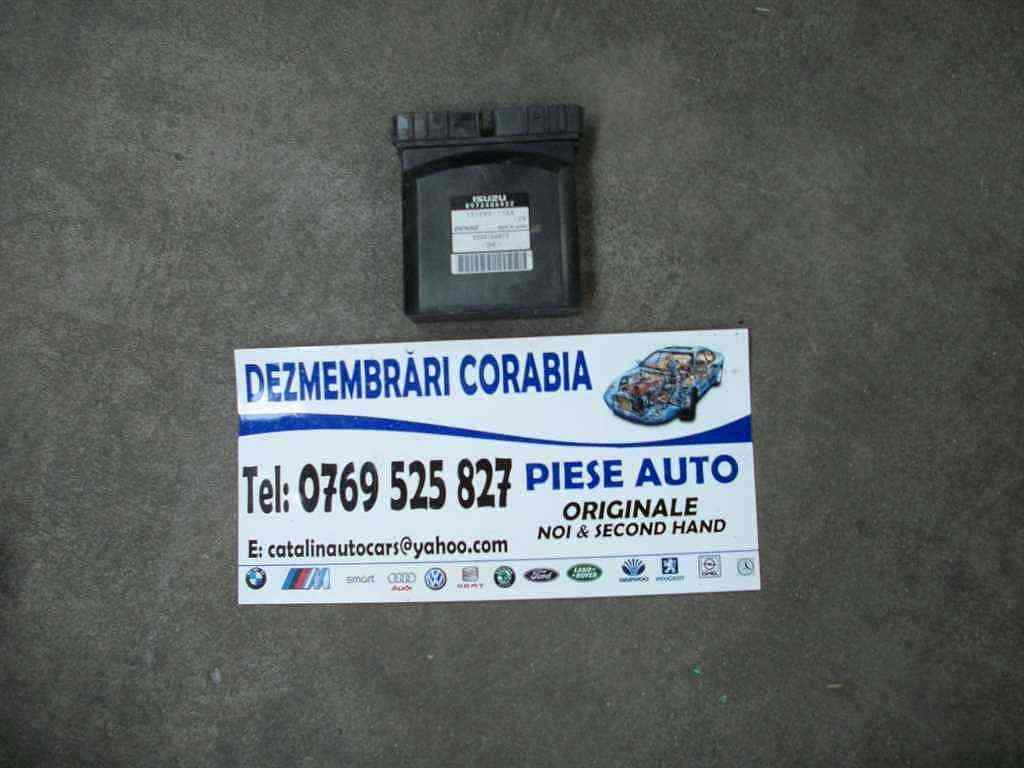 ISUZU
DENSO
DEZMEMBRĂRI CORABIA
Tel: 0769 525 827
PIESE AUTO
ORIGINALE
NOI & SECOND HAND
E: catalinautocars@yahoo.com
smart Audi SEAT Ford LAND ROVER DAEWOO PEUGEOT OPEL